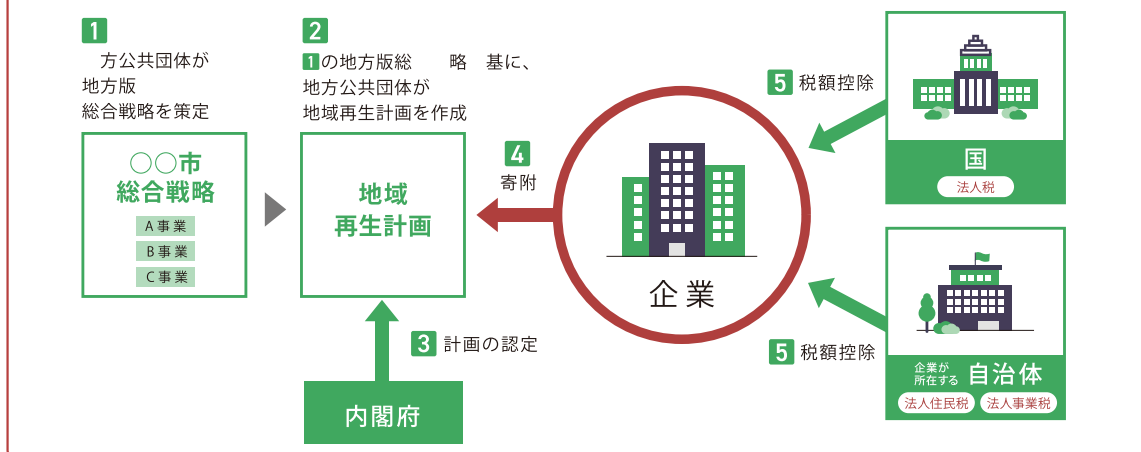 1
方公共団体が
地方版
総合戦略を策定
〇〇市
総合戦略
A事業
B事業
C事業
2
1の地方版総 略 基に、
地方公共団体が
地域再生計画を作成
地域
再生計画
3 計画の認定
内閣府
4
寄附
企業
5 税額控除
国
法人税
5 税額控除
企業が
所在する 自治体
法人住民税 法人事業税